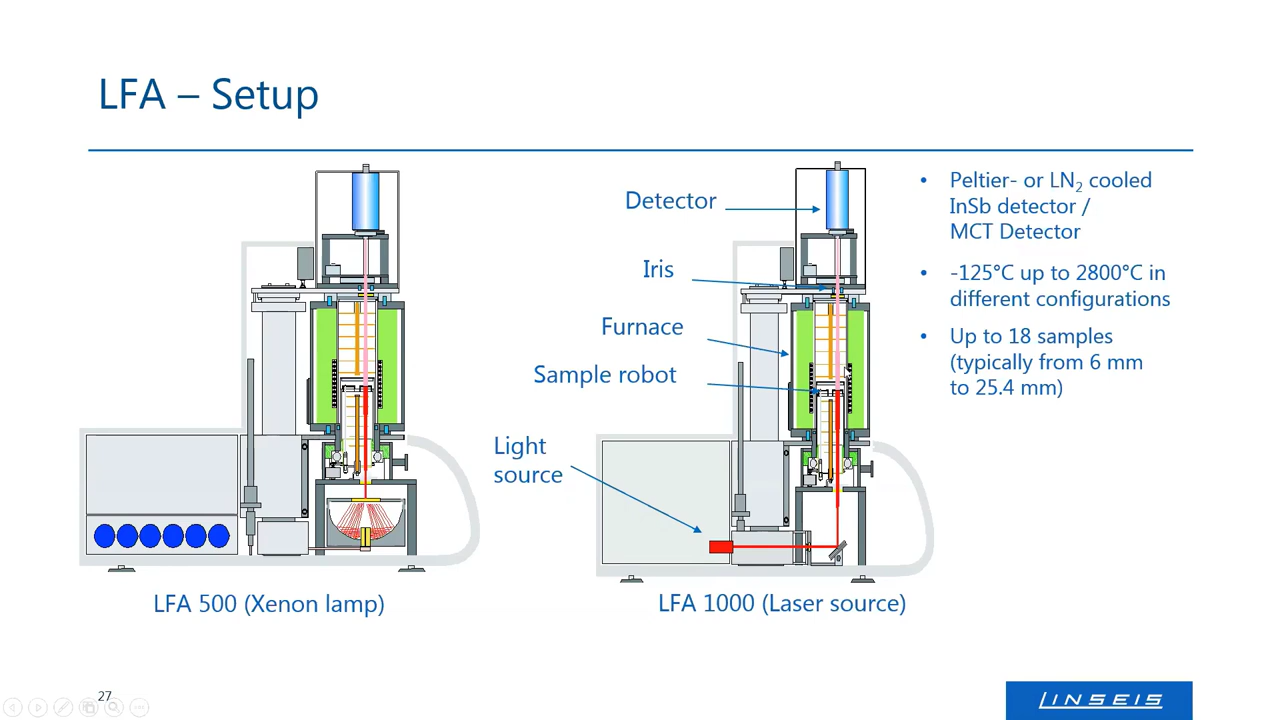 LFA – Setup
Detector
Iris
Furnace
Sample robot
Light
source
• Peltier- or LN2 cooled
InSb detector /
MCT Detector
• -125°C up to 2800°C in
different configurations
• Up to 18 samples
(typically from 6 mm
to 25.4 mm)
LFA 500 (Xenon lamp)
LFA 1000 (Laser source)
27
LINSEIS